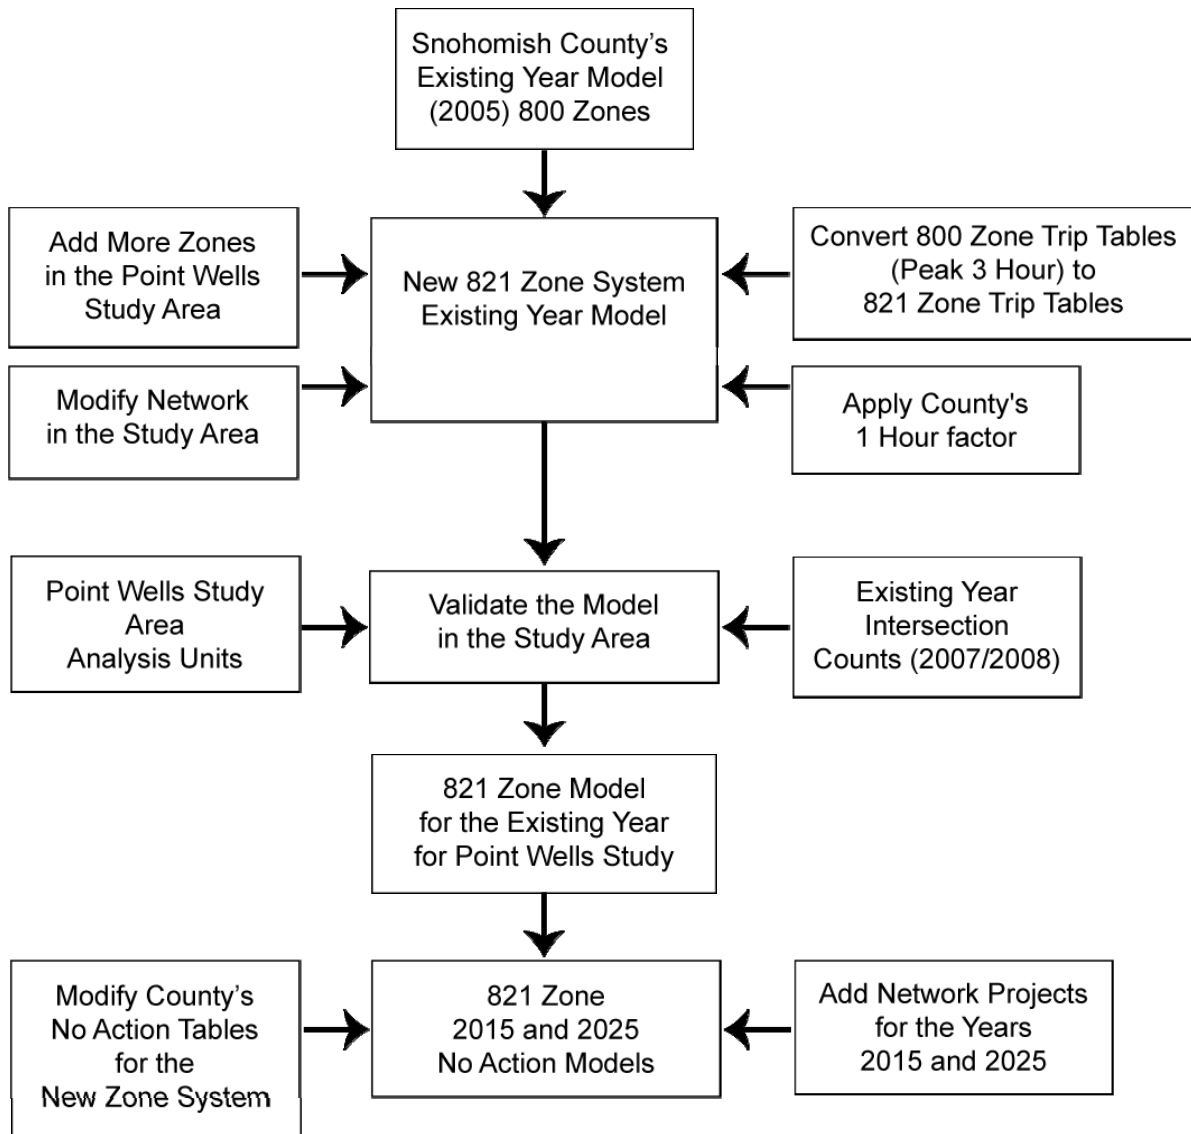 Snohomish County's
Existing Year Model
(2005) 800 Zones
Add More Zones
in the Point Wells
Study Area
New 821 Zone System
Existing Year Model
Convert 800 Zone Trip Tables
(Peak 3 Hour) to
821 Zone Trip Tables
Modify Network
in the Study Area
Apply County's
1 Hour factor
Point Wells Study
Area
Analysis Units
Validate the Model
in the Study Area
Existing Year
Intersection
Counts (2007/2008)
821 Zone Model
for the Existing Year
for Point Wells Study
Modify County's
No Action Tables
for the
New Zone System
821 Zone
2015 and 2025
No Action Models
Add Network Projects
for the Years
2015 and 2025